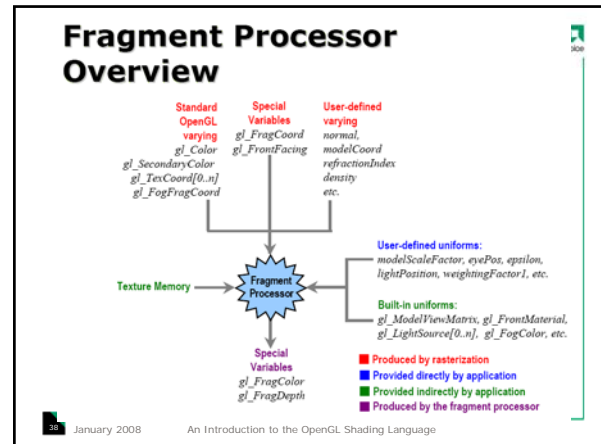 Fragment Processor
Overview
Standard
OpenGL
varying
gl_Color
gl_SecondaryColor
gl_TexCoord[0..n]
gl_FogFragCoord
Special
Variables
gl_FragCoord
gl_FrontFacing
User-defined
varying
normal,
modelCoord
refractionIndex
density
etc.
Texture Memory
Fragment
Processor
User-defined uniforms:
modelScaleFactor, eyePos, epsilon,
lightPosition, weightingFactor1, etc.
Built-in uniforms:
gl_ModelViewMatrix, gl_FrontMaterial,
gl_LightSource[0..n], gl_FogColor, etc.
Special
Variables
gl_FragColor
gl_FragDepth
Produced by rasterization
Provided directly by application
Provided indirectly by application
Produced by the fragment processor
38 January 2008 An Introduction to the OpenGL Shading Language